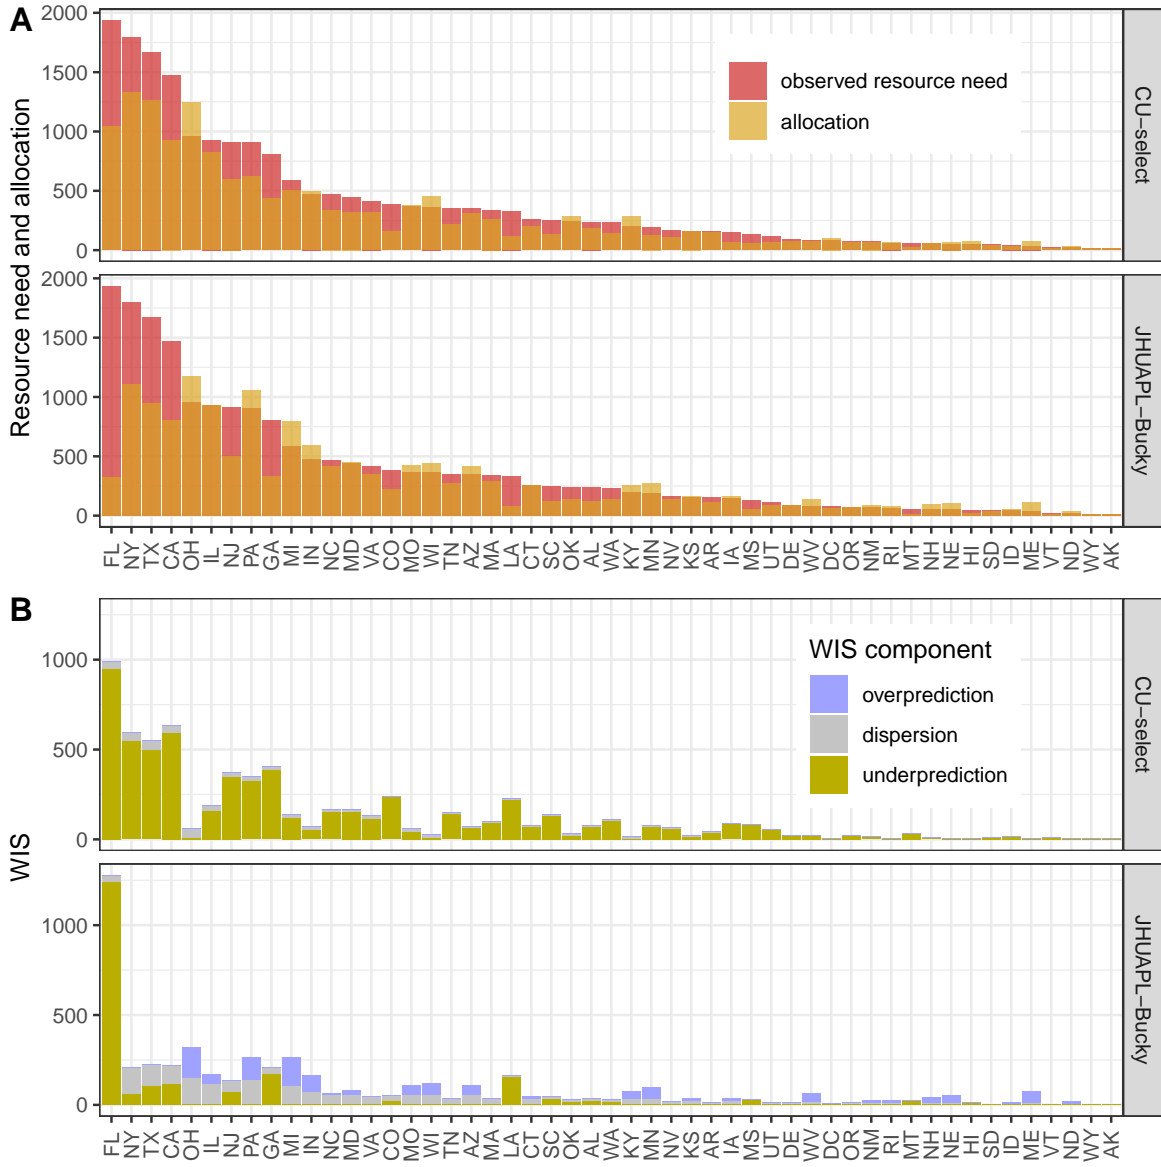 A
Resource need and allocation
2000
1500
1000
500
0
observed resource need
allocation
CU−select
2000
1500
1000
500
0
JHUAPL−Bucky
FL NY TX CA OH IL NJ PA GA MI IN NC MD VA CO MO WI TN AZ MA LA CT SC OK AL WA KY MN NV KS AR IA MS UT DE WV DC OR NM RI MT NH NE HI SD ID ME VT ND WY AK
B
WIS
1000
500
0
WIS component
overprediction
dispersion
underprediction
CU−select
1000
500
0
JHUAPL−Bucky
FL NY TX CA OH IL NJ PA GA MI IN NC MD VA CO MO WI TN AZ MA LA CT SC OK AL WA KY MN NV KS AR IA MS UT DE WV DC OR NM RI MT NH NE HI SD ID ME VT ND WY AK